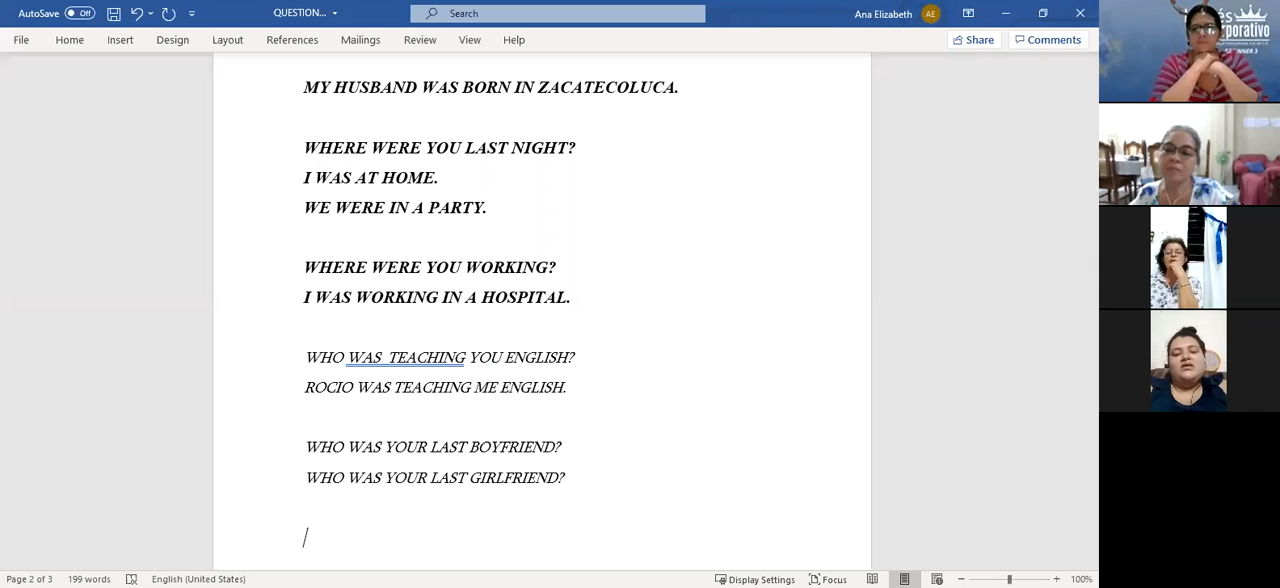 AutoSave Off QUESTION... Search Ana Elizabeth AE
File Home Insert Design Layout References Mailings Review View Help Share Comments
MY HUSBAND WAS BORN IN ZACATECOLUCA.
WHERE WERE YOU LAST NIGHT?
I WAS AT HOME.
WE WERE IN A PARTY.
WHERE WERE YOU WORKING?
I WAS WORKING IN A HOSPITAL.
WHO WAS TEACHING YOU ENGLISH?
ROCIO WAS TEACHING ME ENGLISH.
WHO WAS YOUR LAST BOYFRIEND?
WHO WAS YOUR LAST GIRLFRIEND?
Page 2 of 3 199 words English (United States) Display Settings Focus 100%